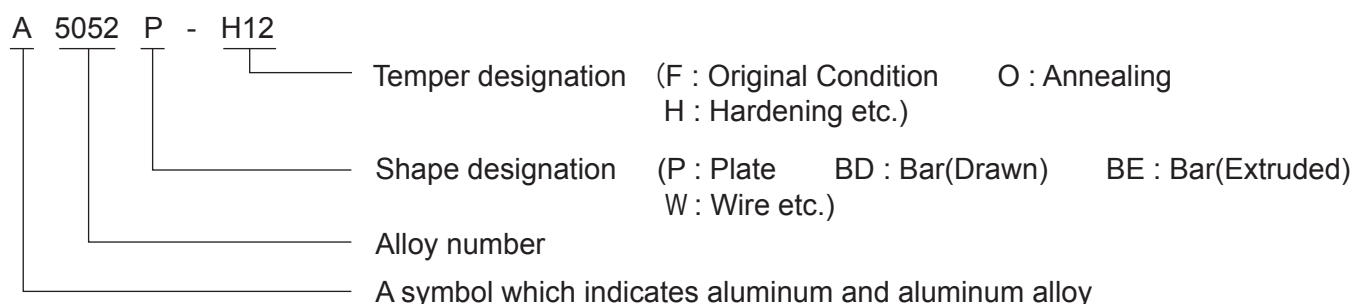 A 5052 P - H12
Temper designation （F : Original Condition O : Annealing
H : Hardening etc.)
Shape designation (P : Plate BD : Bar(Drawn) BE : Bar(Extruded)
W : Wire etc.)
Alloy number
A symbol which indicates aluminum and aluminum alloy